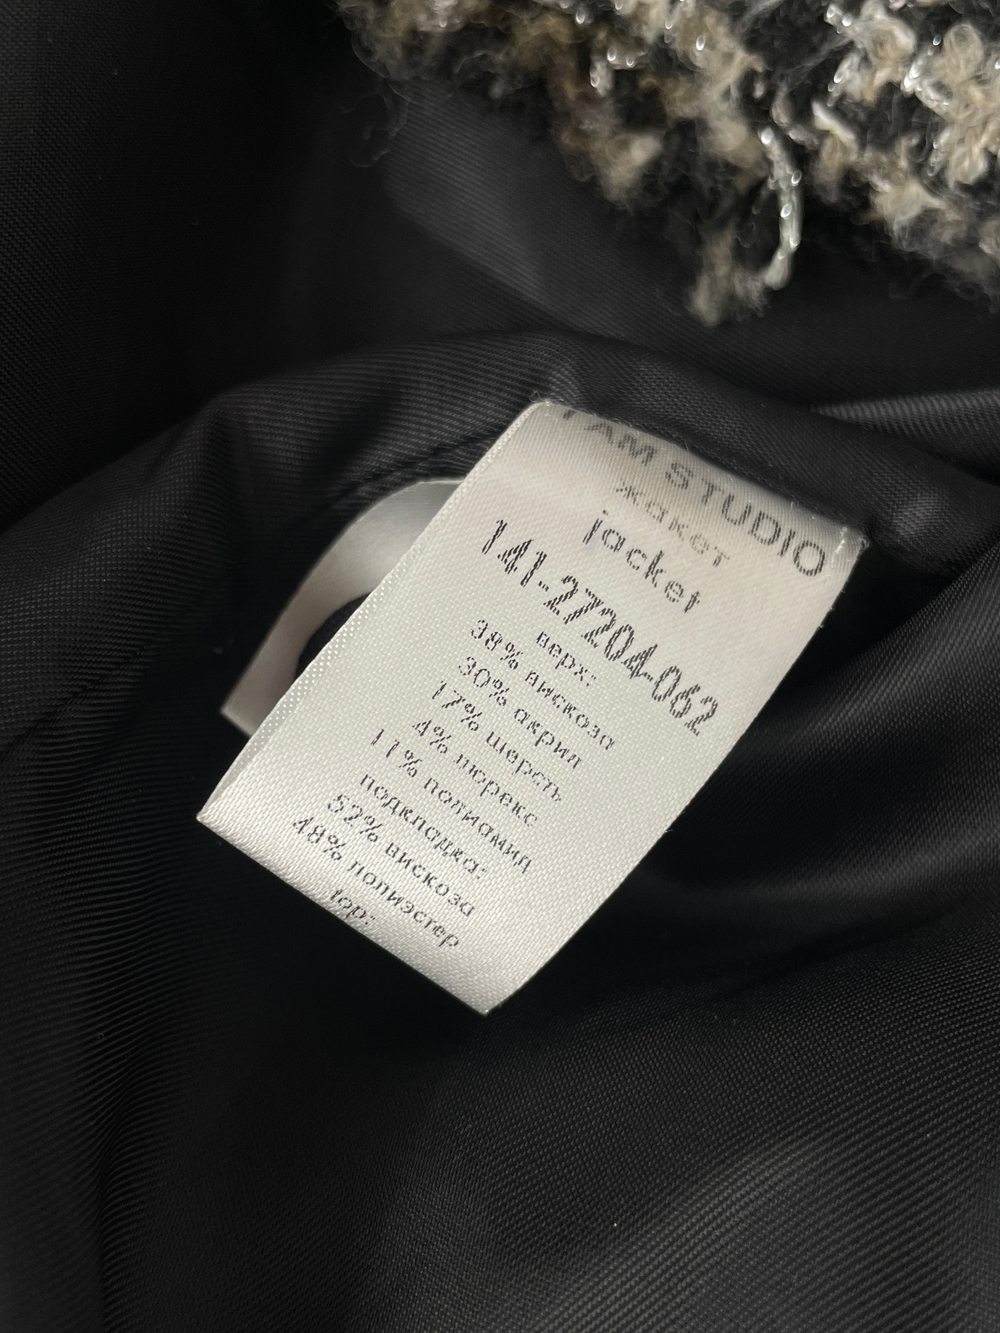 I AM STUDIO
жакет
jacket
141-27204-062
верх:
38% вискоза
30% акрил
17% шерсть
4% люрекс
11% полиамид
подкладка:
52% вискоза
48% полиэстер
top: